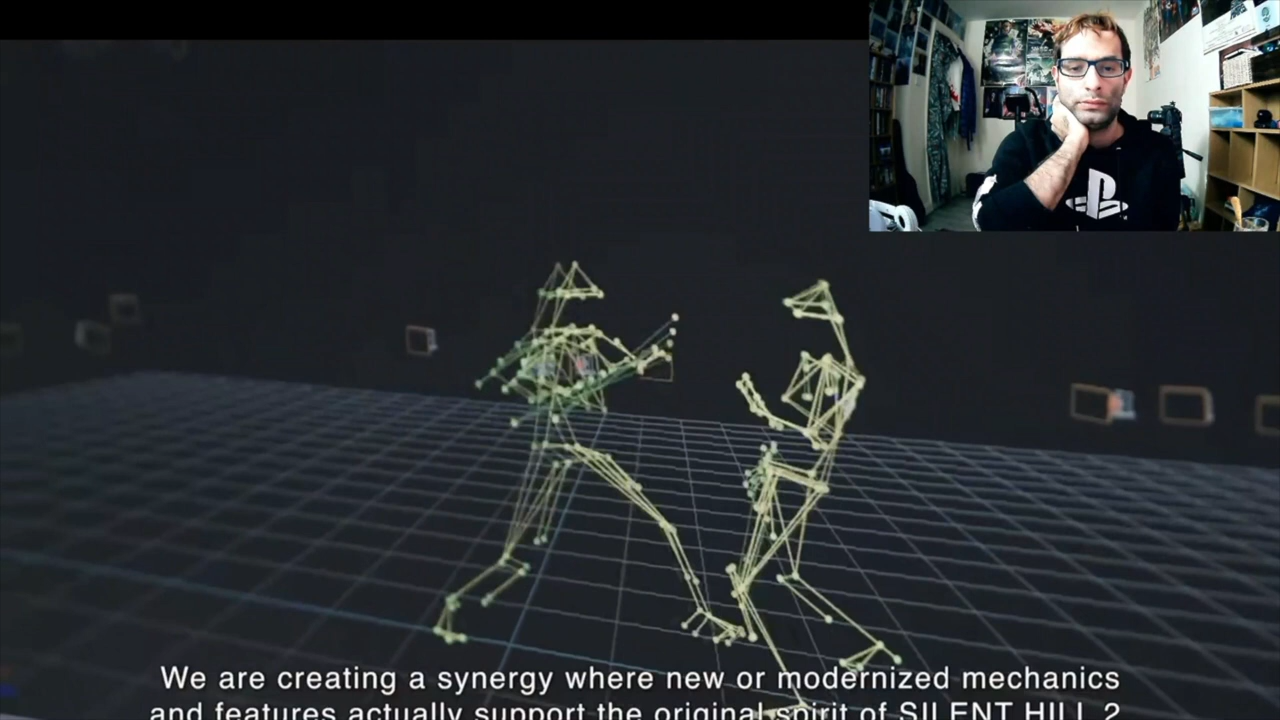 We are creating a synergy where new or modernized mechanics
and features actually support the original spirit of SILENT HILL 2